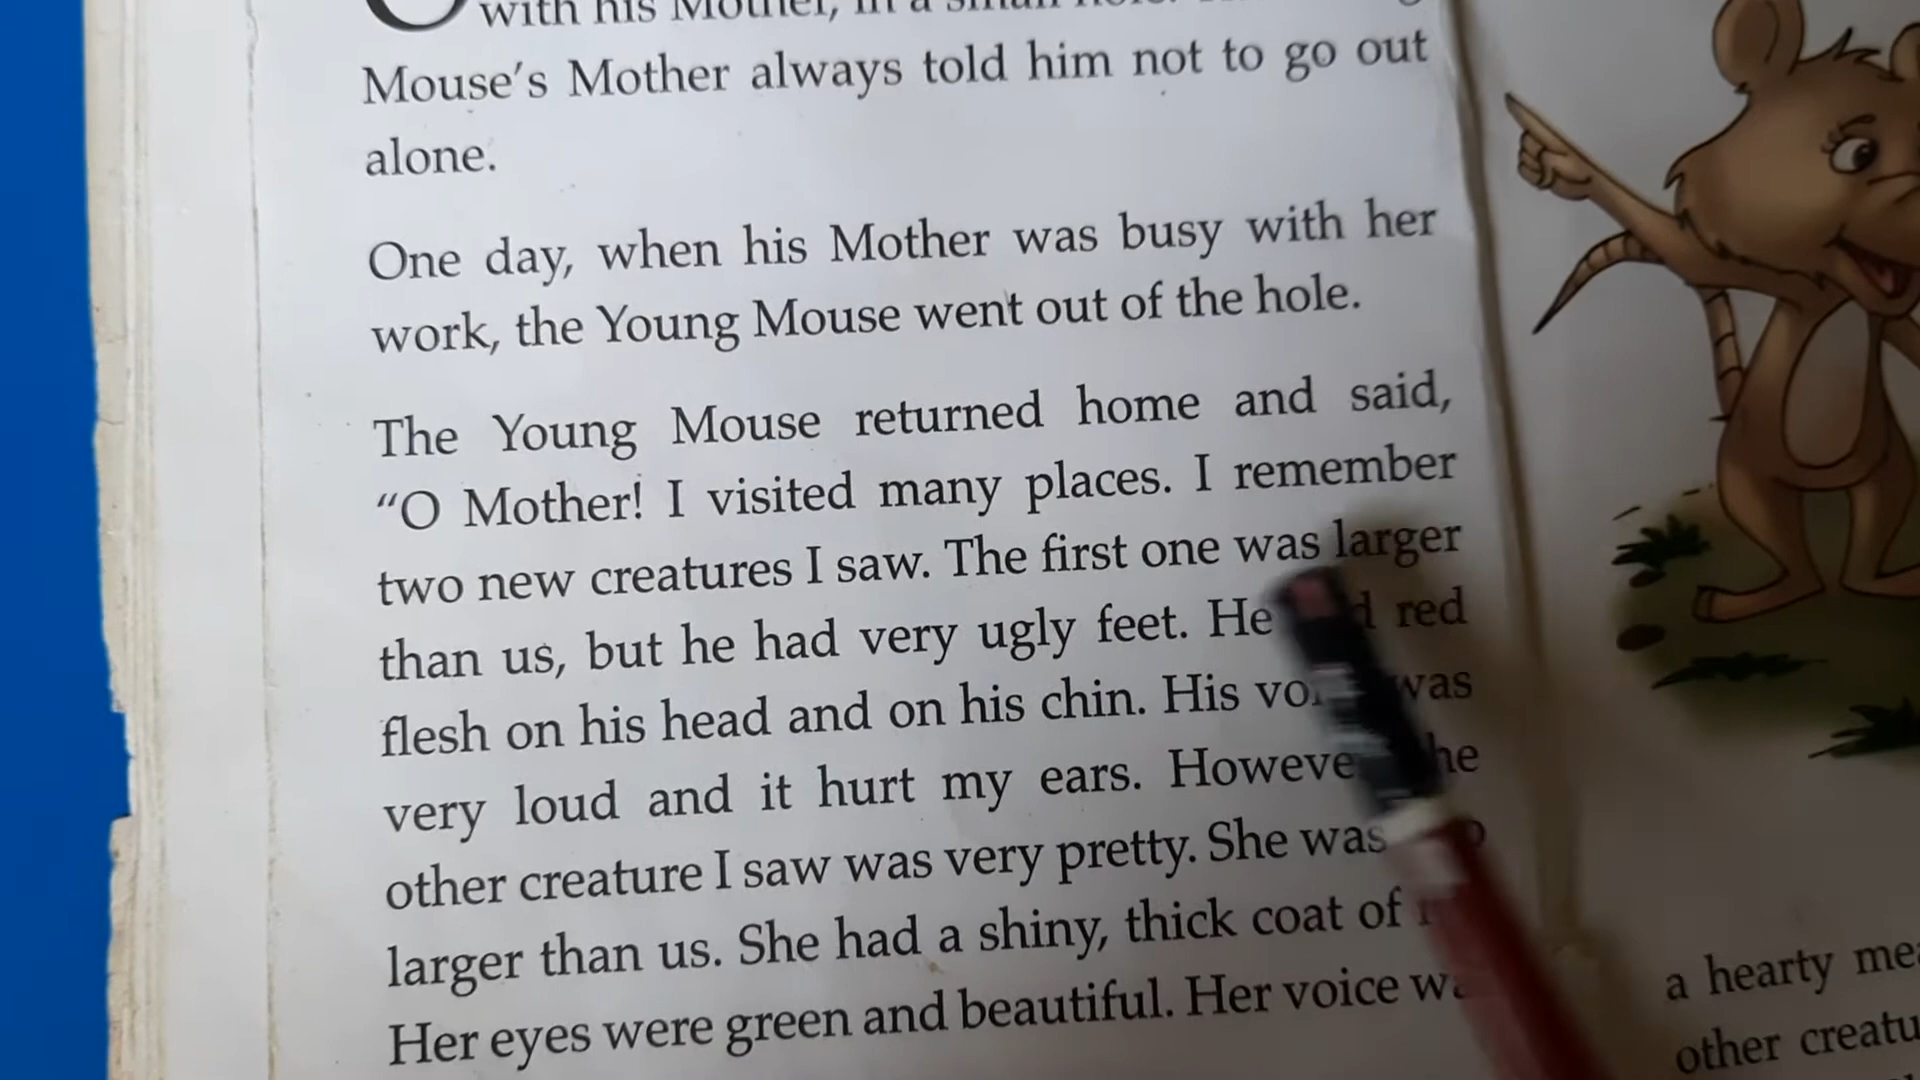 with his Mother, in a small hole.
Mouse's Mother always told him not to go out
alone.
One day, when his Mother was busy with her
work, the Young Mouse went out of the hole.
The Young Mouse returned home and said,
“O Mother! I visited many places. I remember
two new creatures I saw. The first one was larger
than us, but he had very ugly feet. He red
flesh on his head and on his chin. His was
very loud and it hurt my ears.
other creature I saw was very pretty. She was
larger than us. She had a shiny, thick coat of
Her eyes were green and beautiful. Her voice
a hearty
other